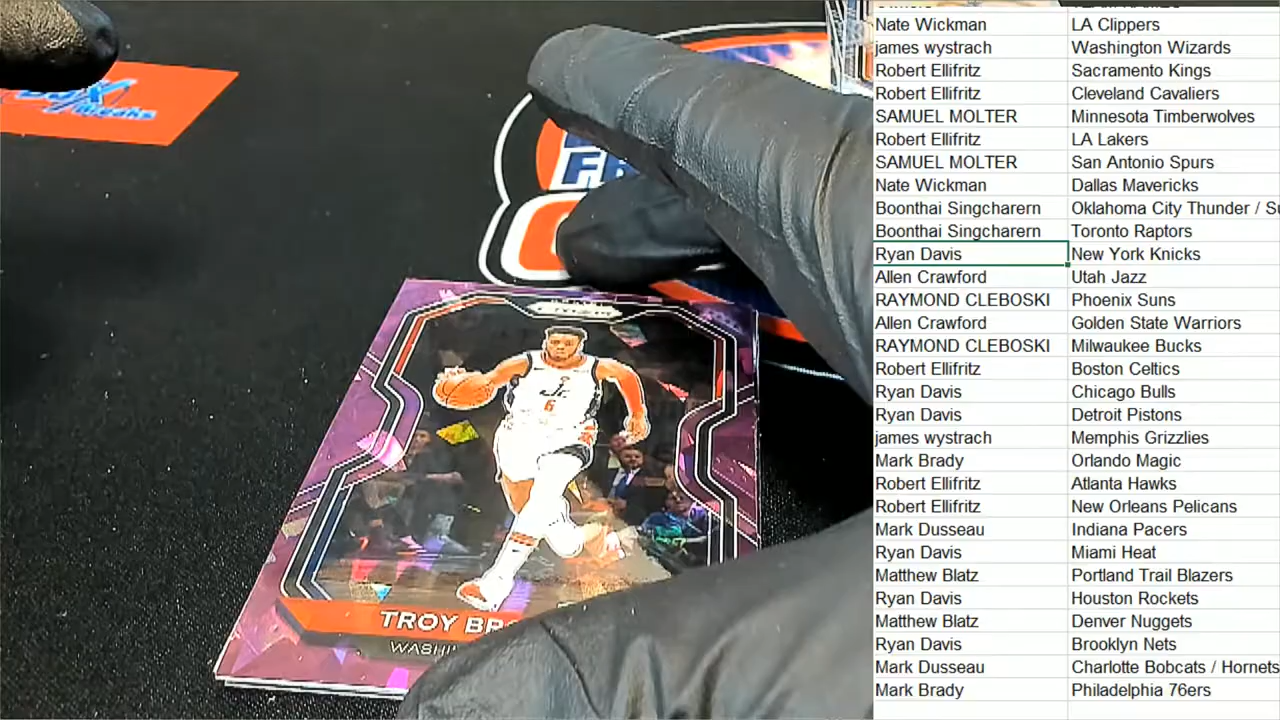 Nate Wickman LA Clippers
james wystrach Washington Wizards
Robert Ellifritz Sacramento Kings
Robert Ellifritz Cleveland Cavaliers
SAMUEL MOLTER Minnesota Timberwolves
Robert Ellifritz LA Lakers
SAMUEL MOLTER San Antonio Spurs
Nate Wickman Dallas Mavericks
Boonthai Singcharern Oklahoma City Thunder /
Boonthai Singcharern Toronto Raptors
Ryan Davis New York Knicks
Allen Crawford Utah Jazz
RAYMOND CLEBOSKI Phoenix Suns
Allen Crawford Golden State Warriors
RAYMOND CLEBOSKI Milwaukee Bucks
Robert Ellifritz Boston Celtics
Ryan Davis Chicago Bulls
Ryan Davis Detroit Pistons
james wystrach Memphis Grizzlies
Mark Brady Orlando Magic
Robert Ellifritz Atlanta Hawks
Robert Ellifritz New Orleans Pelicans
Mark Dusseau Indiana Pacers
Ryan Davis Miami Heat
Matthew Blatz Portland Trail Blazers
Ryan Davis Houston Rockets
Matthew Blatz Denver Nuggets
Ryan Davis Brooklyn Nets
Mark Dusseau Charlotte Bobcats / Hornets
Mark Brady Philadelphia 76ers
6
TROY